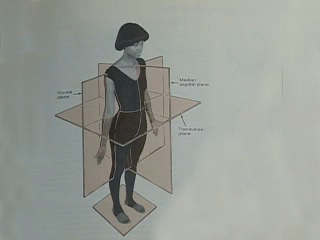 Frontal
plane
Median
sagittal plane
Transverse
plane